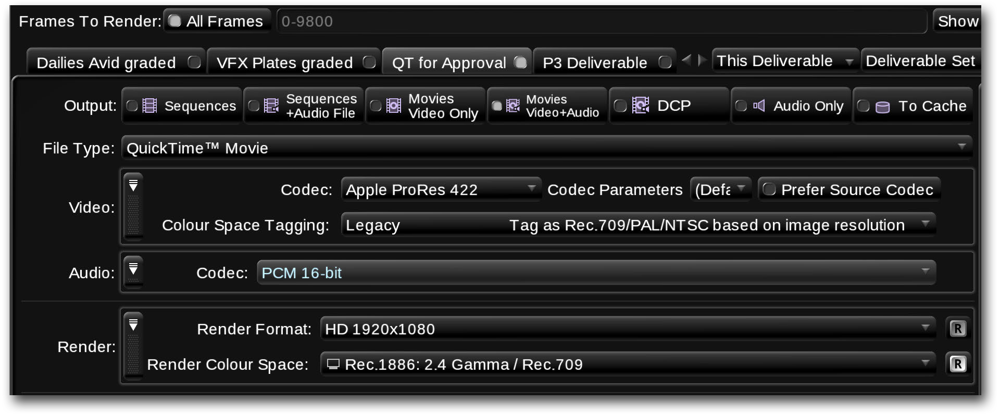 Frames To Render: All Frames 0-9800 Show
Dailies Avid graded VFX Plates graded QT for Approval P3 Deliverable This Deliverable Deliverable Set
Output: Sequences Sequences +Audio File Movies Video Only Movies Video+Audio DCP Audio Only To Cache
File Type: QuickTime™ Movie
Video:
Codec: Apple ProRes 422 Codec Parameters (Defa Prefer Source Codec
Colour Space Tagging: Legacy Tag as Rec.709/PAL/NTSC based on image resolution
Audio: Codec: PCM 16-bit
Render:
Render Format: HD 1920x1080 R
Render Colour Space: Rec.1886: 2.4 Gamma / Rec.709 R